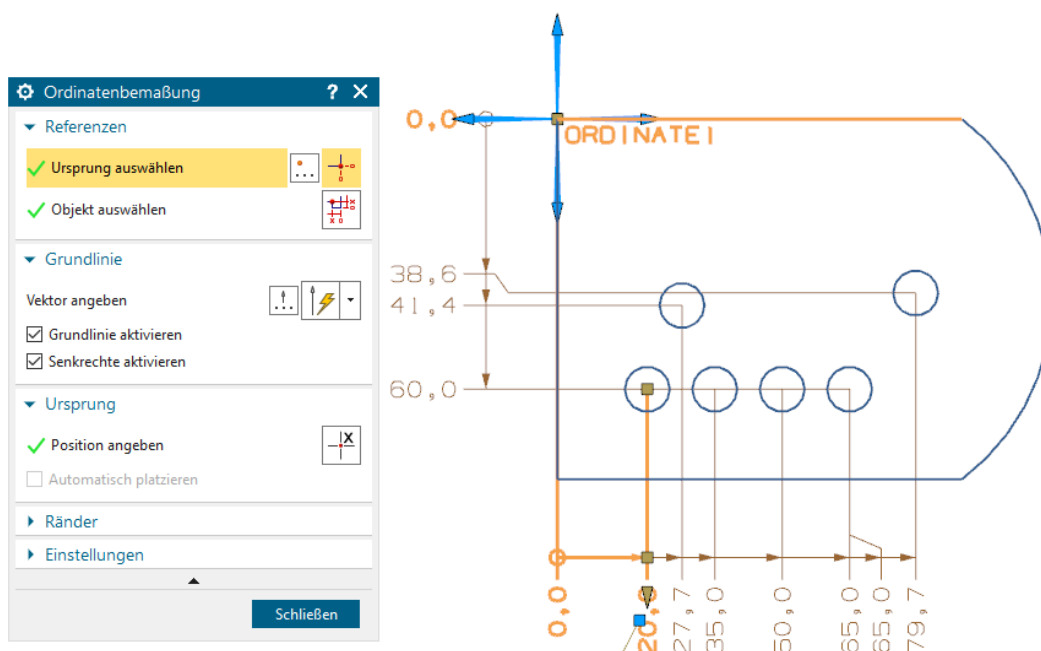 Ordinatenbemaßung ? X
Referenzen
Ursprung auswählen
Objekt auswählen
Grundlinie
Vektor angeben
Grundlinie aktivieren
Senkrechte aktivieren
Ursprung
Position angeben
Automatisch platzieren
Ränder
Einstellungen
Schließen
0,0
ORDINATE1
38,6
41,4
60,0
0,0
20,0
27,7
35,0
50,0
65,0
65,0
79,7